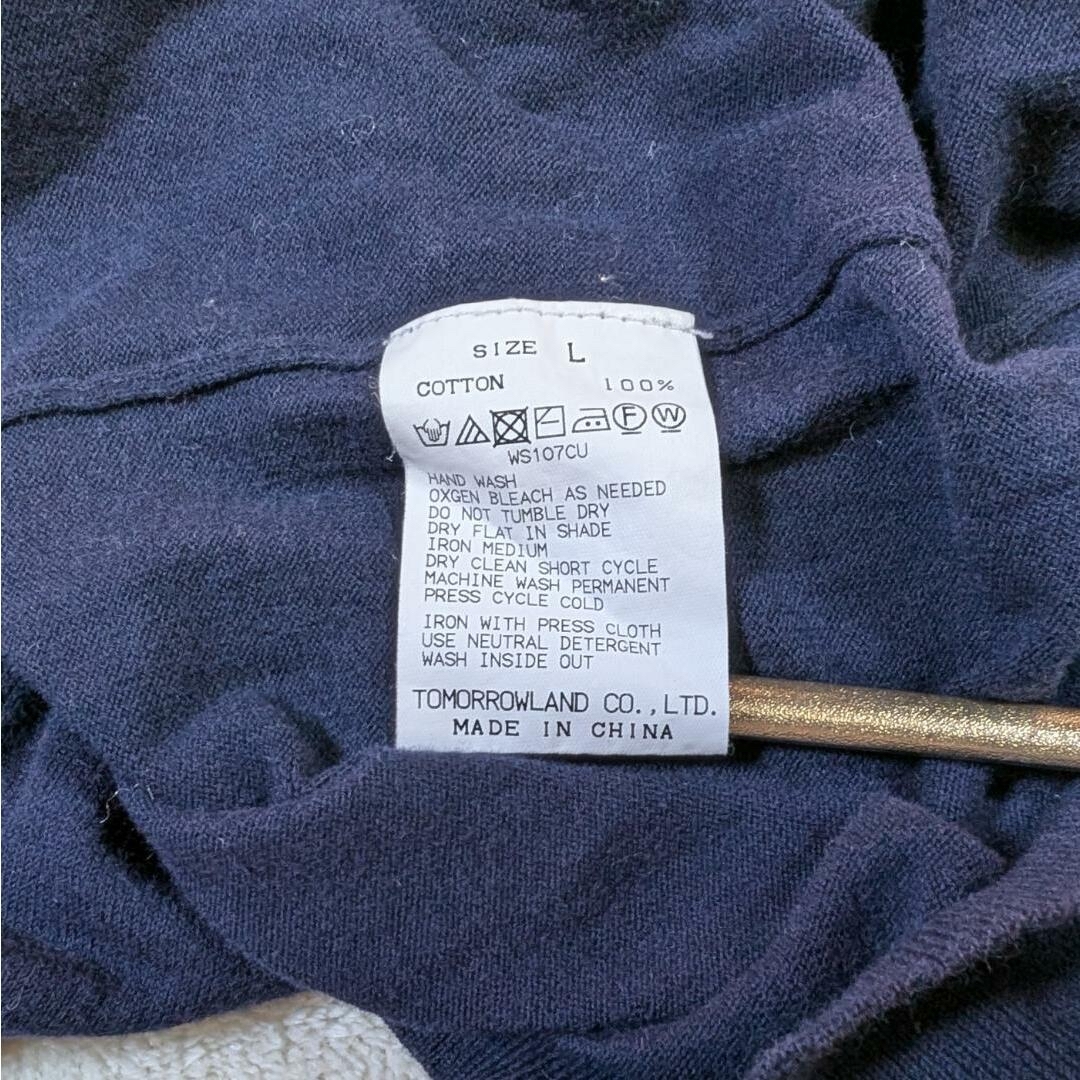 SIZE L
COTTON 100%
F W
WS107CU
HAND WASH
OXGEN BLEACH AS NEEDED
DO NOT TUMBLE DRY
DRY FLAT IN SHADE
IRON MEDIUM
DRY CLEAN SHORT CYCLE
MACHINE WASH PERMANENT
PRESS CYCLE COLD
IRON WITH PRESS CLOTH
USE NEUTRAL DETERGENT
WASH INSIDE OUT
TOMORROWLAND CO.,LTD.
MADE IN CHINA